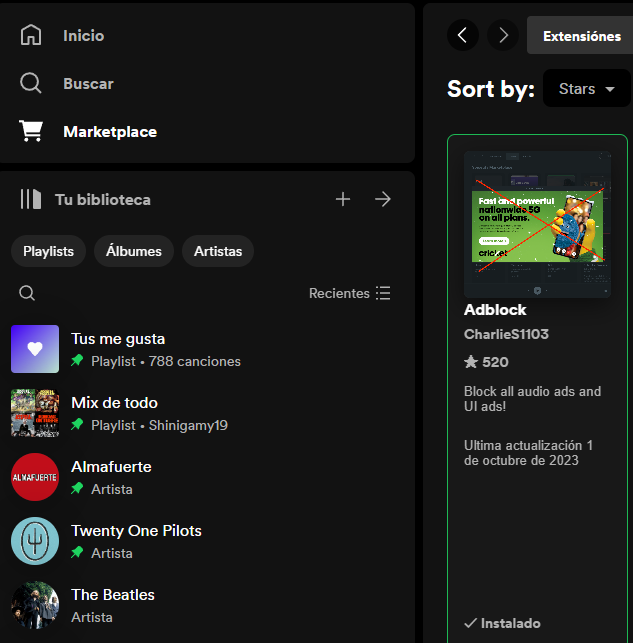 Inicio
Buscar
Marketplace
Tu biblioteca
Playlists
Álbumes
Artistas
Recientes
Tus me gusta
Playlist • 788 canciones
Mix de todo
Playlist • Shinigamy19
ALMAFUERTE
Almafuerte
Artista
Twenty One Pilots
Artista
The Beatles
Artista
Extensiónes
Sort by:
Stars
Fast and powerful
nationwide 5G
on all plans.
cricket
Adblock
CharlieS1103
520
Block all audio ads and
UI ads!
Ultima actualización 1
de octubre de 2023
Instalado